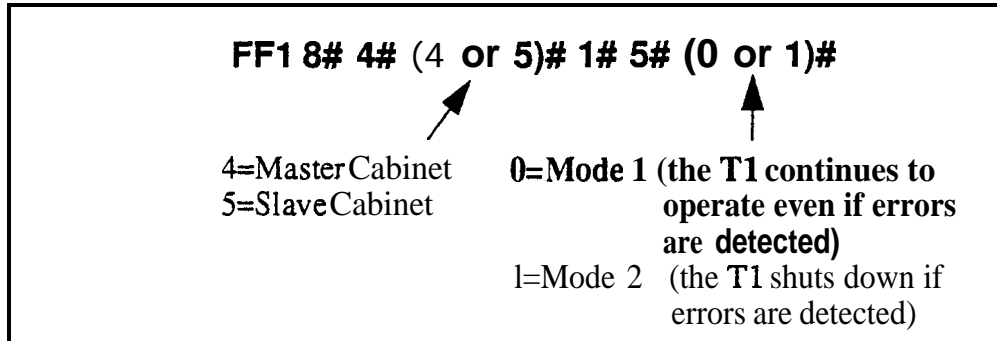 FF1 8# 4# (4 or 5)# 1# 5# (0 or 1)#
4=Master Cabinet
5=Slave Cabinet
0=Mode 1 (the T1 continues to
operate even if errors
are detected)
l=Mode 2 (the T1 shuts down if
errors are detected)